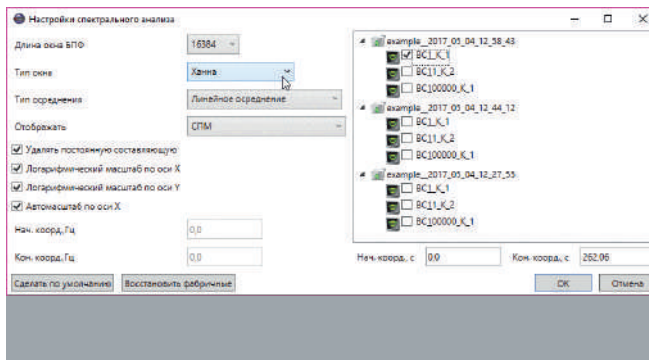 Настройки спектрального анализа
Длина окна БПФ 16384
Тип окна Ханна
Тип осреднения Линейное осреднение
Отображать СПМ
Удалять постоянную составляющую
Логарифмический масштаб по оси X
Логарифмический масштаб по оси Y
Автомасштаб по оси X
Нач. коорд., Гц 0,0
Кон. коорд., Гц 0,0
Сделать по умолчанию Восстановить фабричные
example_2017_05_04_12_58_43
BC1_K_1
BC11_K_2
BC100000_K_1
example_2017_05_04_12_44_12
BC1_K_1
BC11_K_2
BC100000_K_1
example_2017_05_04_12_27_55
BC1_K_1
BC11_K_2
BC100000_K_1
Нач. коорд., с 0,0 Кон. коорд., с 262,06
OK Отмена